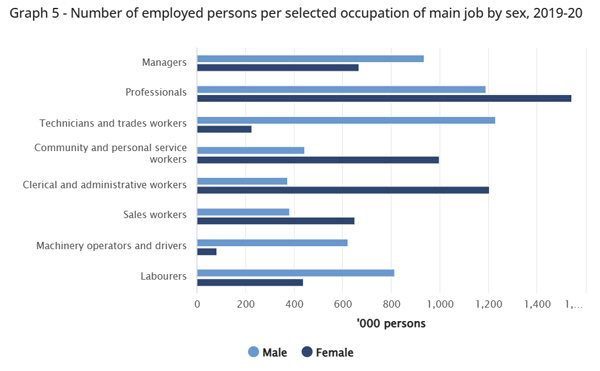 Graph 5 - Number of employed persons per selected occupation of main job by sex, 2019-20
Managers
Professionals
Technicians and trades workers
Community and personal service
workers
Clerical and administrative workers
Sales workers
Machinery operators and drivers
Labourers
0 200 400 600 800 1,000 1,200 1,400 1,...
'000 persons
Male Female